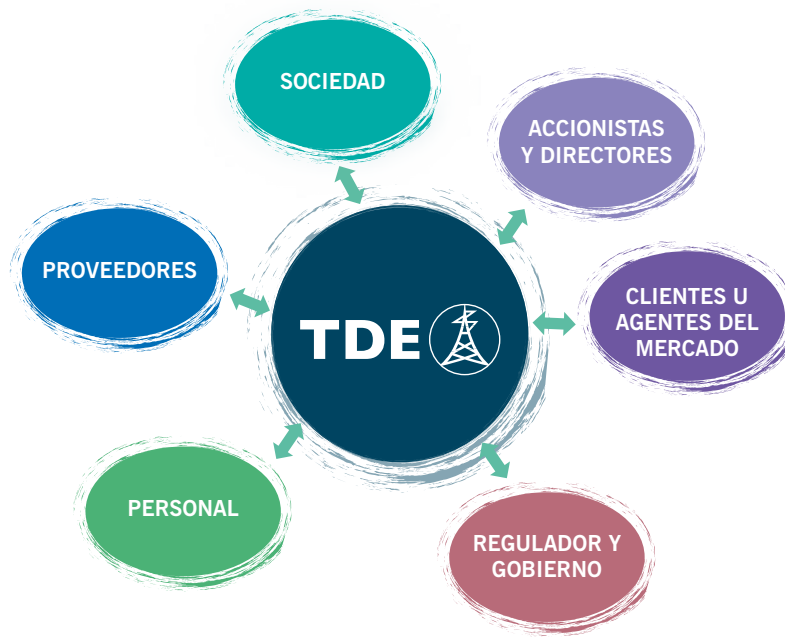 SOCIEDAD
ACCIONISTAS
Y DIRECTORES
PROVEEDORES
CLIENTES U
AGENTES DEL
MERCADO
TDE
PERSONAL
REGULADOR Y
GOBIERNO